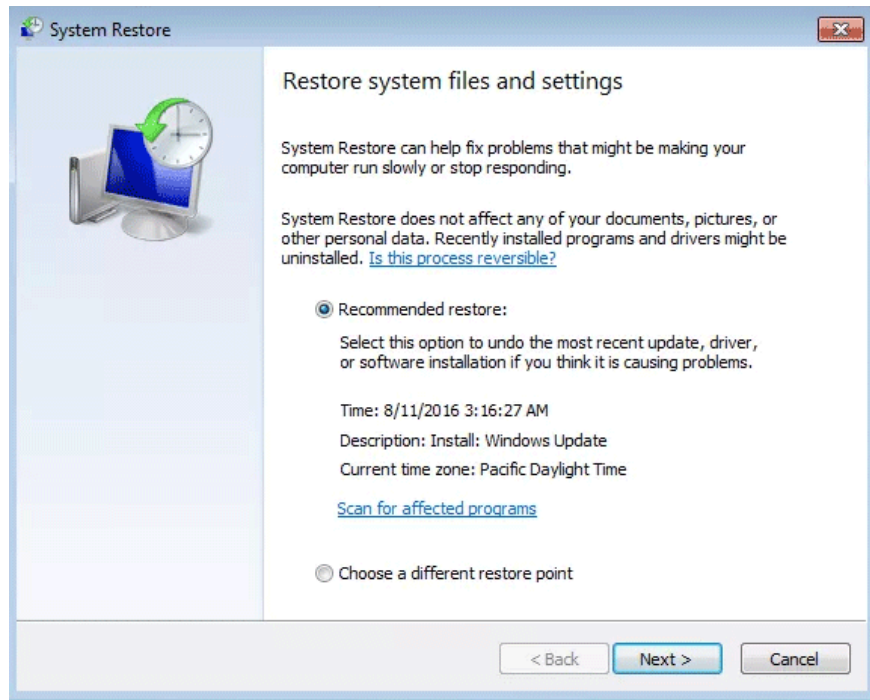 System Restore
Restore system files and settings
System Restore can help fix problems that might be making your
computer run slowly or stop responding.
System Restore does not affect any of your documents, pictures, or
other personal data. Recently installed programs and drivers might be
uninstalled. Is this process reversible?
Recommended restore:
Select this option to undo the most recent update, driver,
or software installation if you think it is causing problems.
Time: 8/11/2016 3:16:27 AM
Description: Install: Windows Update
Current time zone: Pacific Daylight Time
Scan for affected programs
Choose a different restore point
< Back Next > Cancel